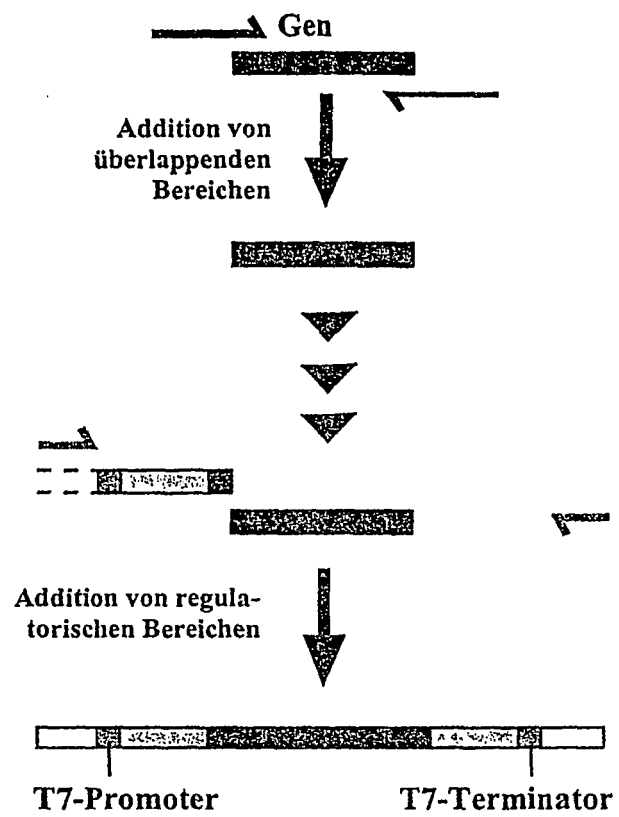 Gen
Addition von
überlappenden
Bereichen
Addition von regula-
torischen Bereichen
T7-Promoter
T7-Terminator